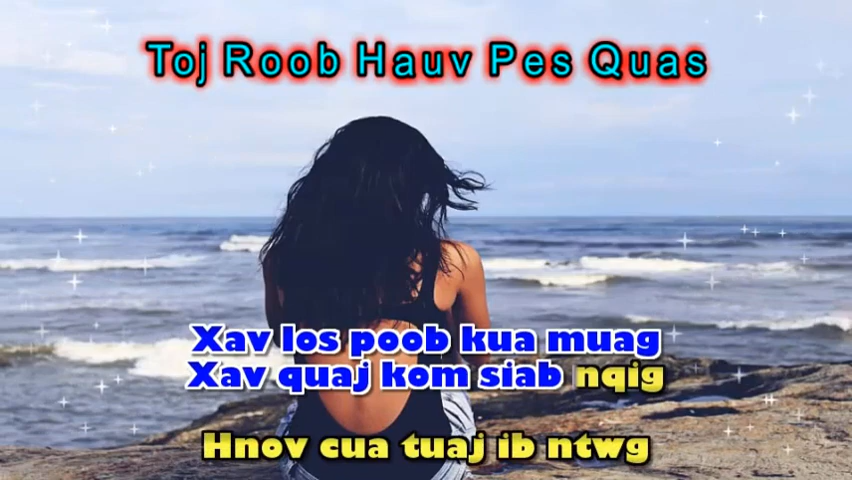 Toj Roob Hauv Pes Quas
Xav los poob kua muag
Xav quaj kom siab nqig
Hnov cua tuaj ib ntwg